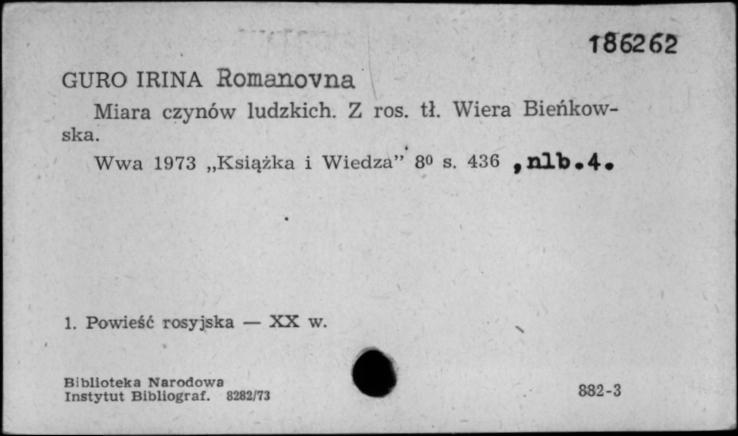 186262
GURO IRINA Romanovna
Miara czynów ludzkich. Z ros. tł. Wiera Bieńkow-
ska.
Wwa 1973 „Książka i Wiedza” 8⁰ s. 436 , nlb. 4.
1. Powieść rosyjska — XX w.
Biblioteka Narodowa
Instytut Bibliograf. 8282/73
882-3